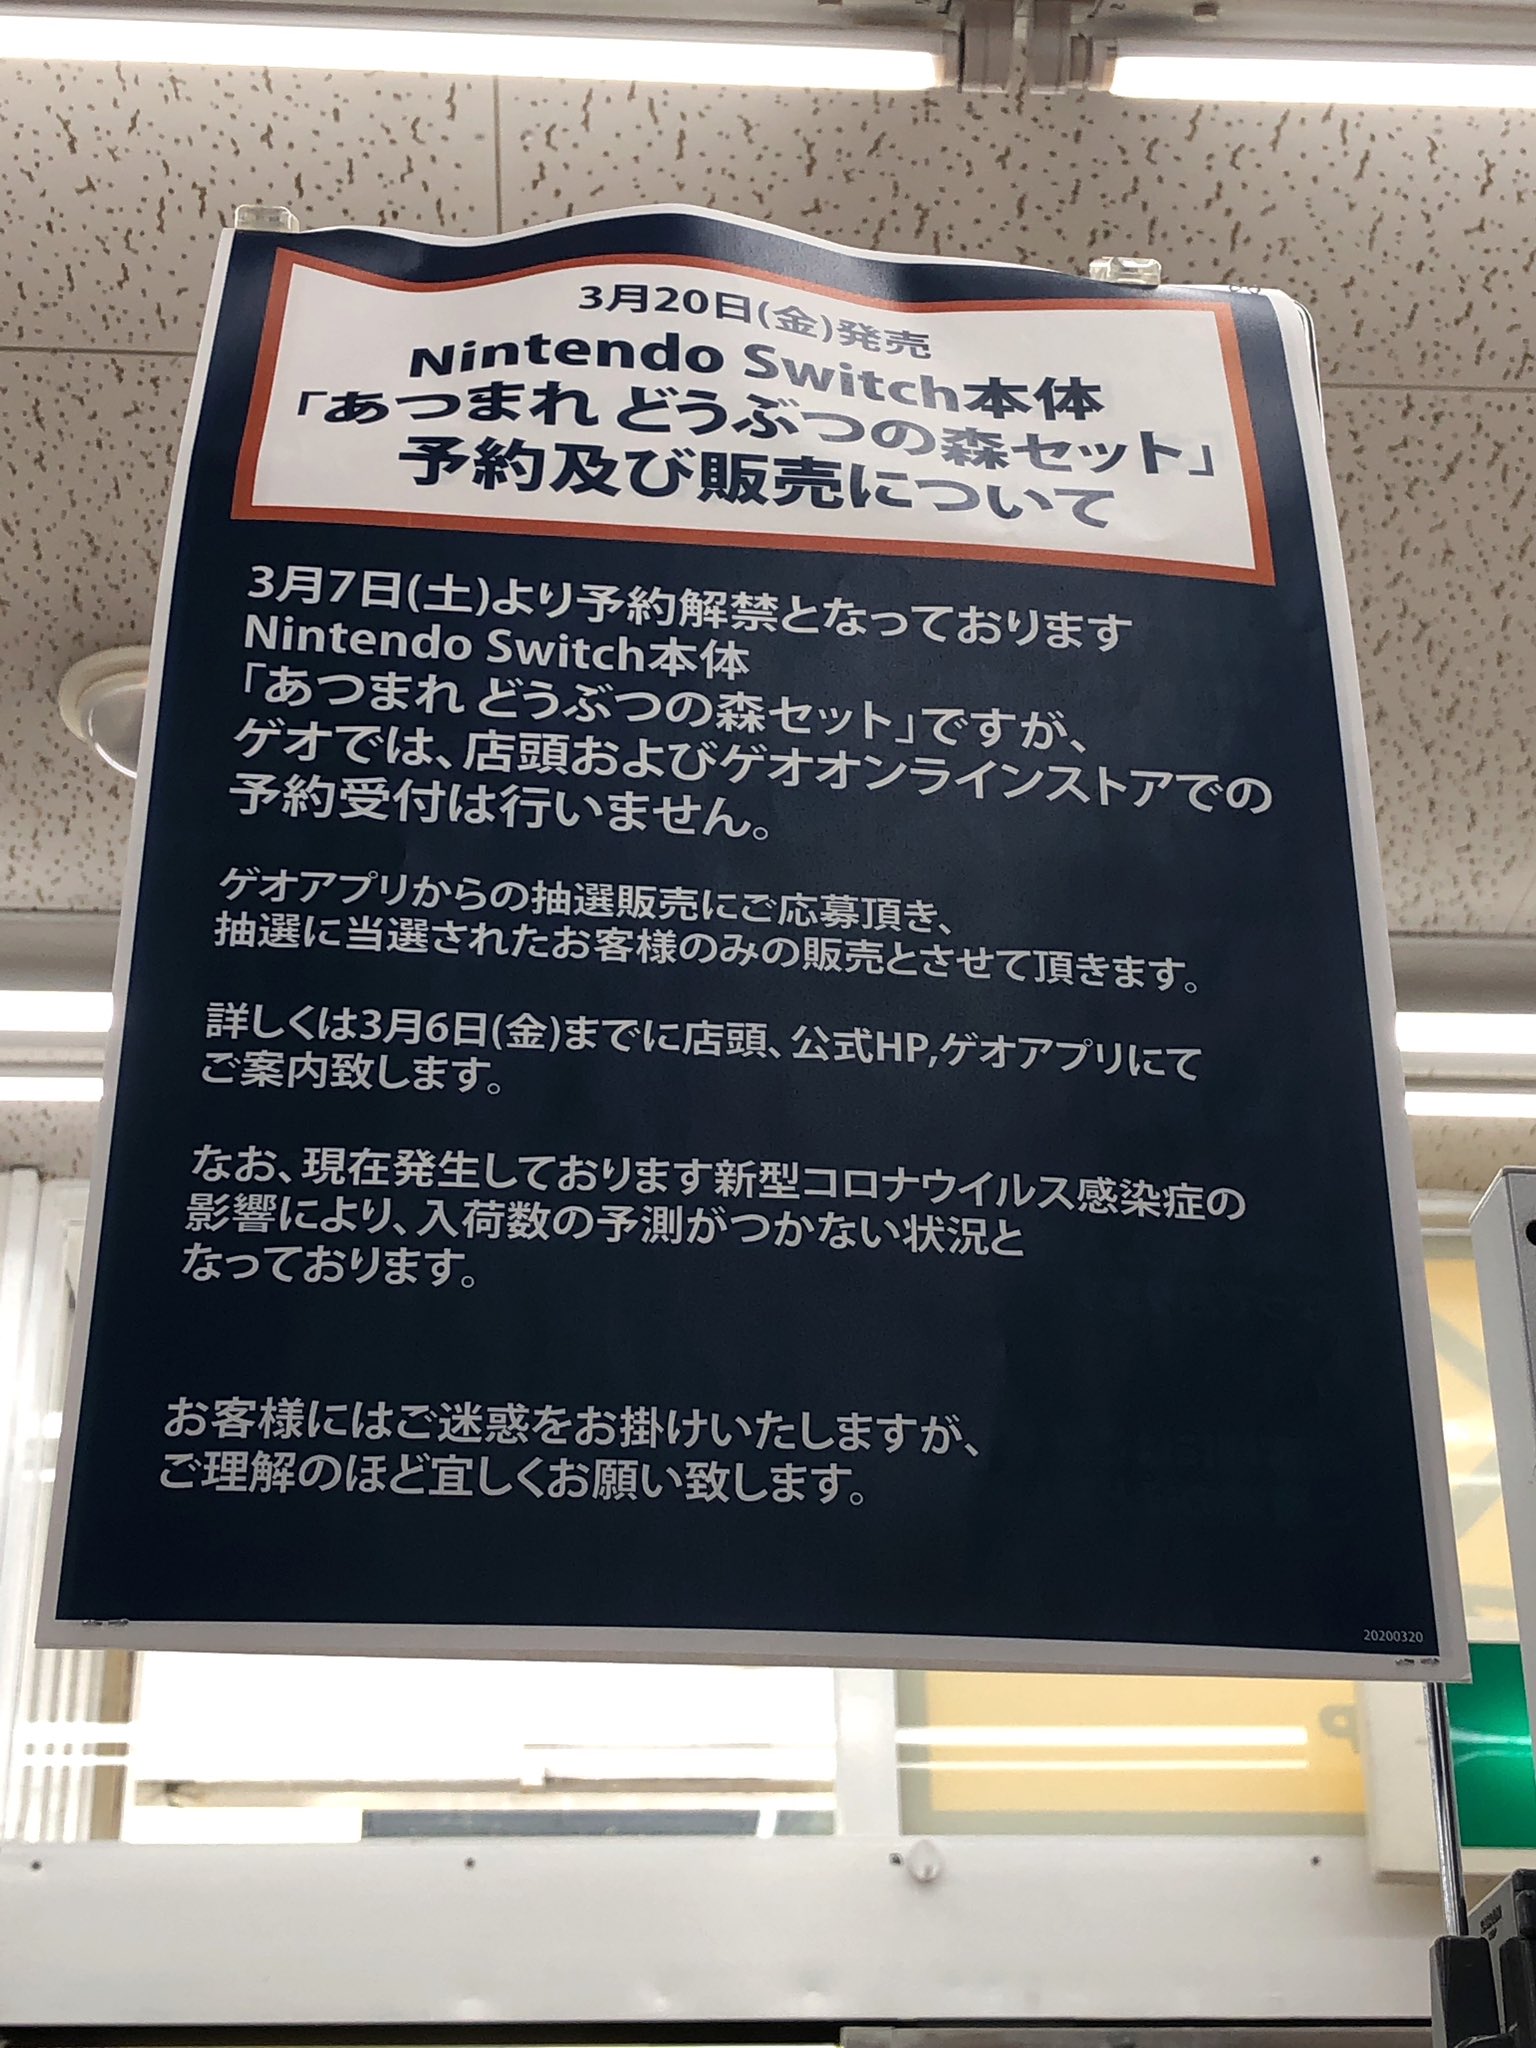 3月20日(金)発売
Nintendo Switch本体
「あつまれ どうぶつの森セット」
予約及び販売について
3月7日(土)より予約解禁となっております
Nintendo Switch本体
「あつまれ どうぶつの森セット」ですが、
ゲオでは、店頭およびゲオオンラインストアでの
予約受付は行いません。
ゲオアプリからの抽選販売にご応募頂き、
抽選に当選されたお客様のみの販売とさせて頂きます。
詳しくは3月6日(金)までに店頭、公式HP,ゲオアプリにて
ご案内致します。
なお、現在発生しております新型コロナウイルス感染症の
影響により、入荷数の予測がつかない状況と
なっております。
お客様にはご迷惑をお掛けいたしますが、
ご理解のほど宜しくお願い致します。
20200320